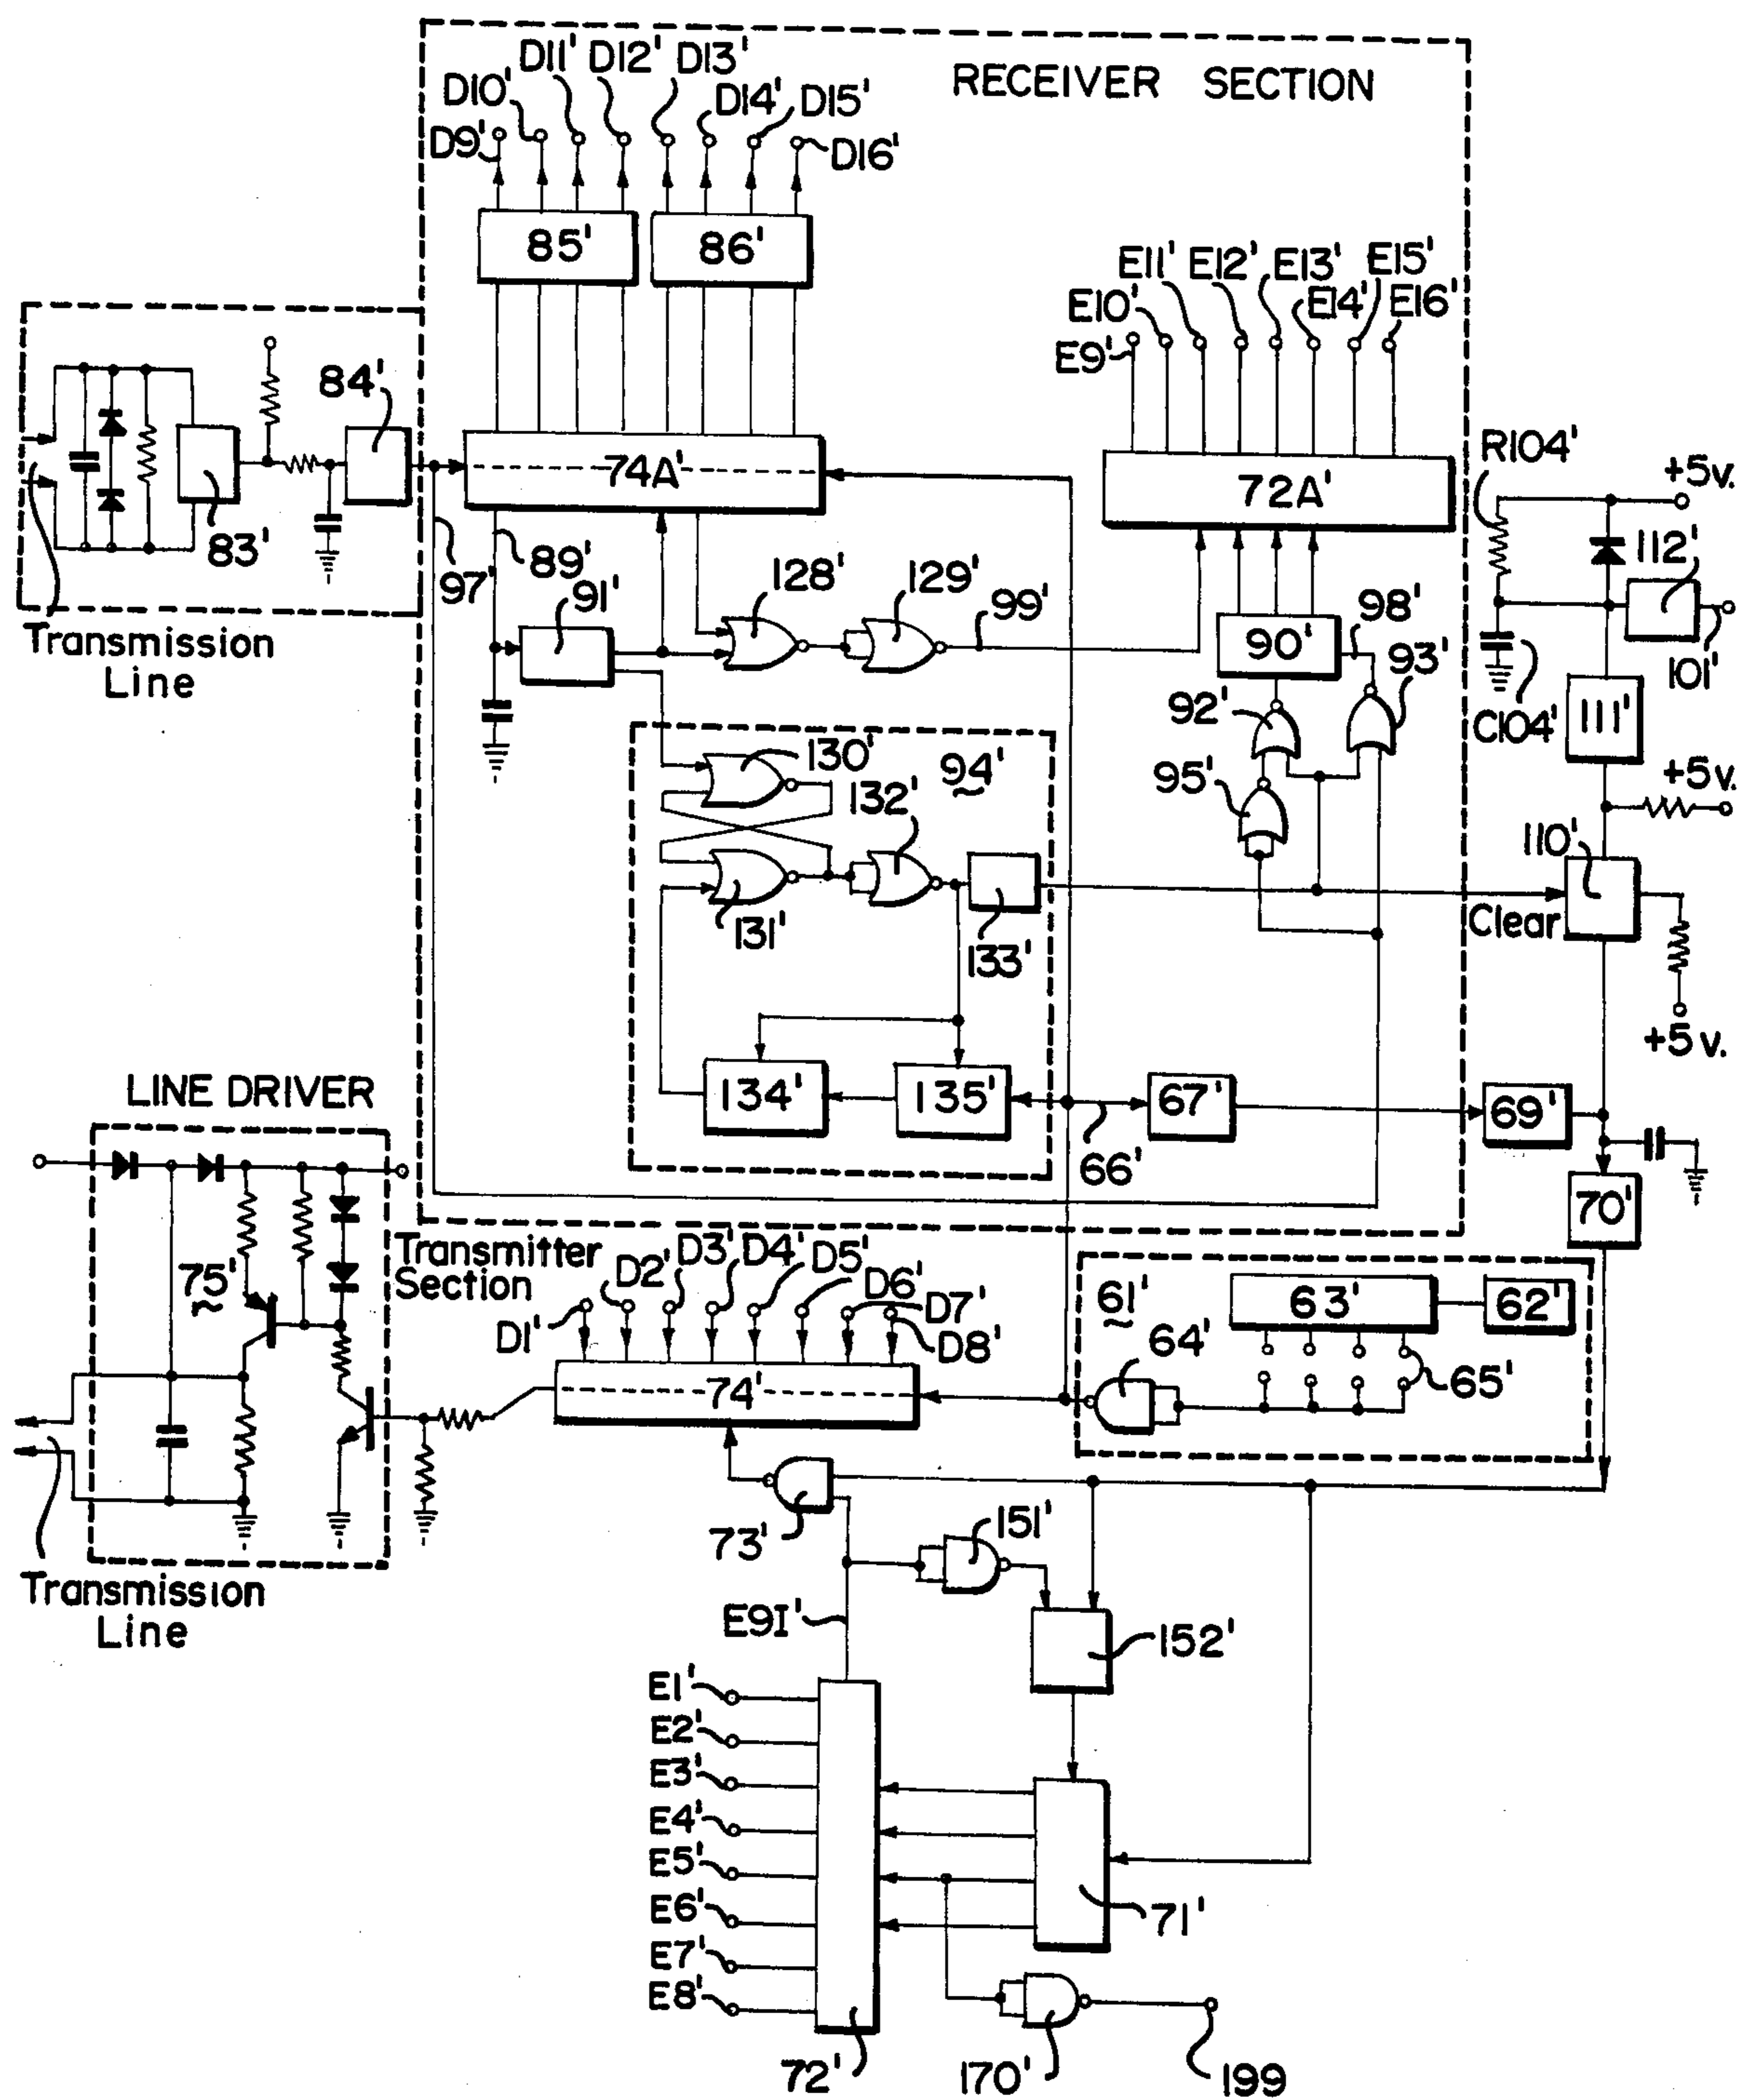 RECEIVER SECTION
D11' D12' D13'
D10' D14' D15'
D9' D16'
85' 86'
E11' E12' E13' E15'
E10' E14' E16'
E9'
84'
83'
74A'
72A'
R104'
+5v.
112'
101'
C104'
111'
+5v.
97' 89' 91'
128' 129' 99'
90' 98' 93'
92'
95'
Transmission
Line
130' 94'
132'
131'
133'
110'
Clear
+5v.
134' 135'
66'
67'
69'
70'
LINE DRIVER
75'
Transmitter
Section
D1' D2' D3' D4' D5' D6' D7' D8'
74'
61'
63' 62'
64'
65'
73'
151'
Transmission
Line
E9I'
152'
E1'
E2'
E3'
E4'
E5'
E6'
E7'
E8'
71'
72'
170'
199